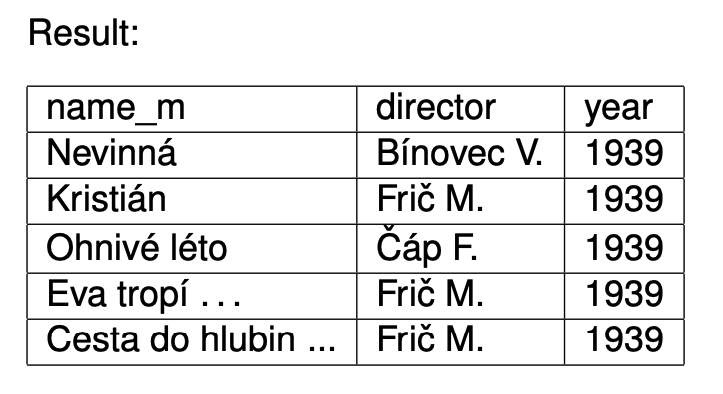 Result:
name_m director year
Nevinná Bínovec V. 1939
Kristián Frič M. 1939
Ohnivé léto Čáp F. 1939
Eva tropí . . . Frič M. 1939
Cesta do hlubin ... Frič M. 1939